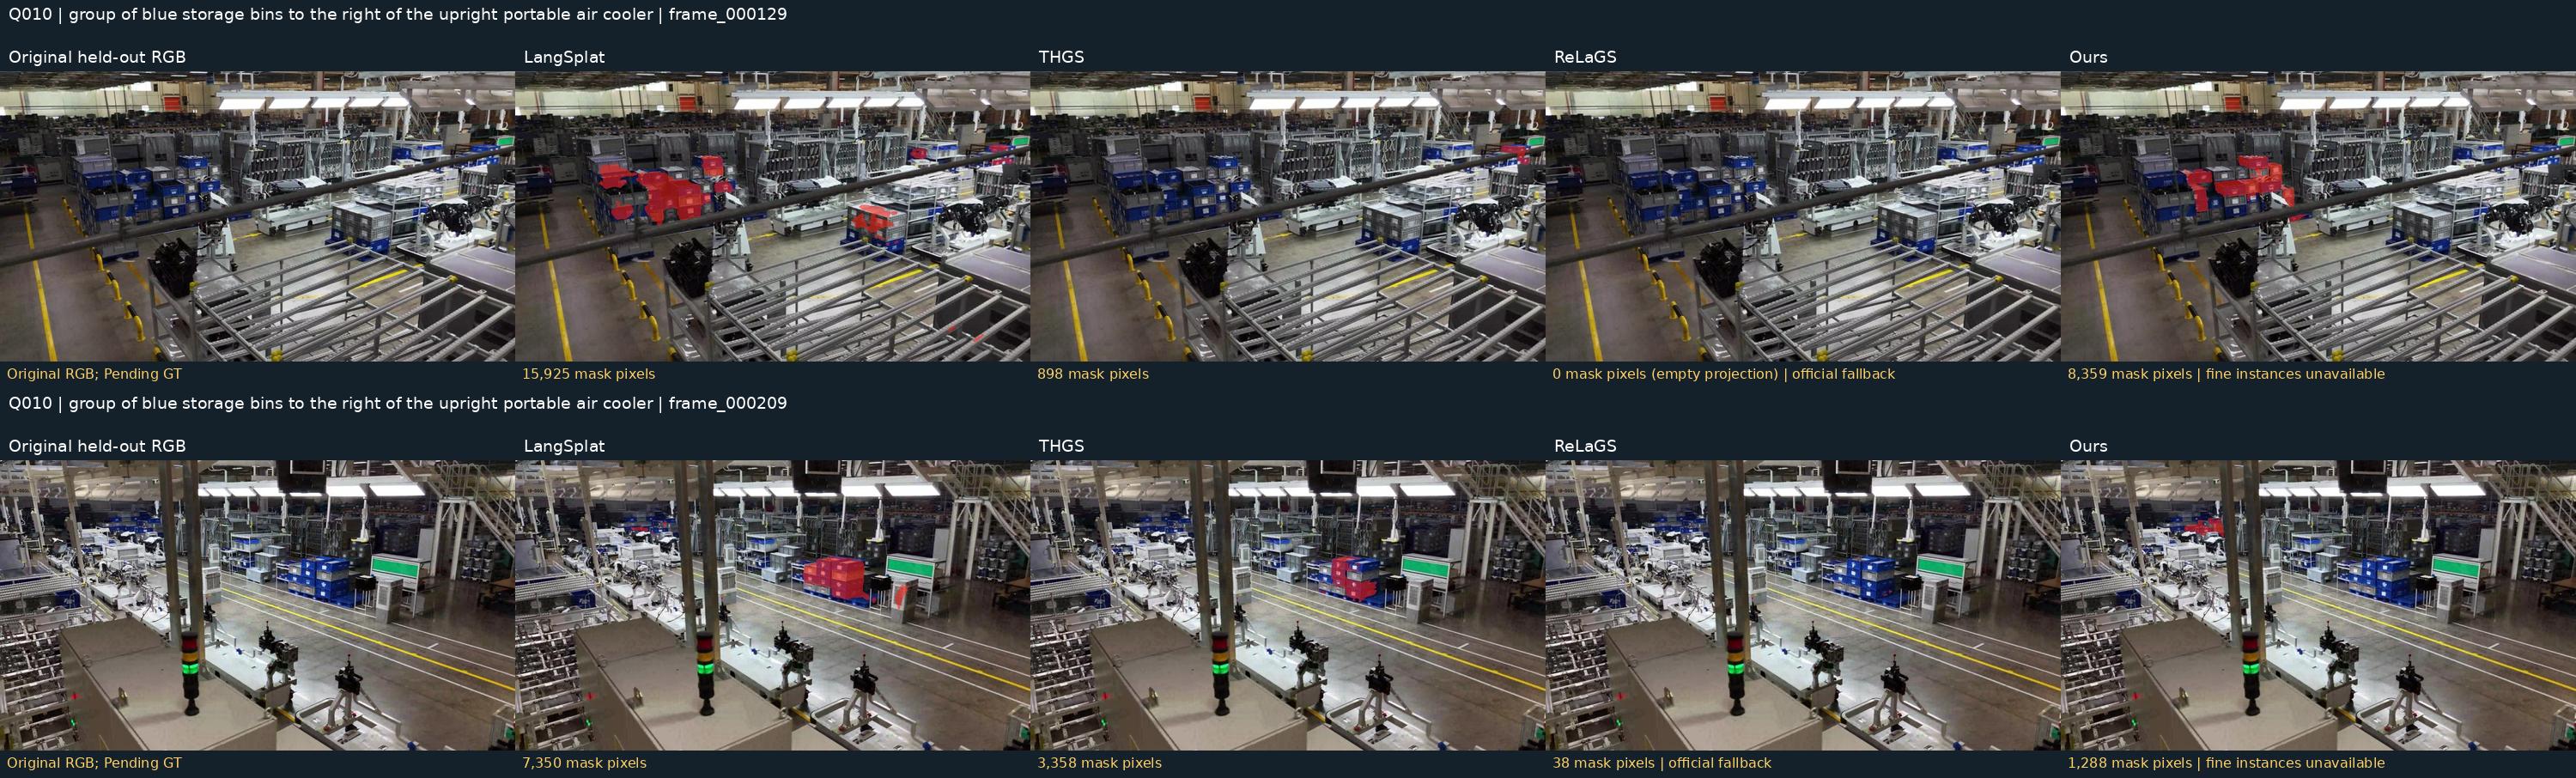 Q010 | group of blue storage bins to the right of the upright portable air cooler | frame_000129
Original held-out RGB
LangSplat
THGS
ReLaGS
Ours
Original RGB; Pending GT
15,925 mask pixels
898 mask pixels
0 mask pixels (empty projection) | official fallback
8,359 mask pixels | fine instances unavailable
Q010 | group of blue storage bins to the right of the upright portable air cooler | frame_000209
Original held-out RGB
LangSplat
THGS
ReLaGS
Ours
Original RGB; Pending GT
7,350 mask pixels
3,358 mask pixels
38 mask pixels | official fallback
1,288 mask pixels | fine instances unavailable